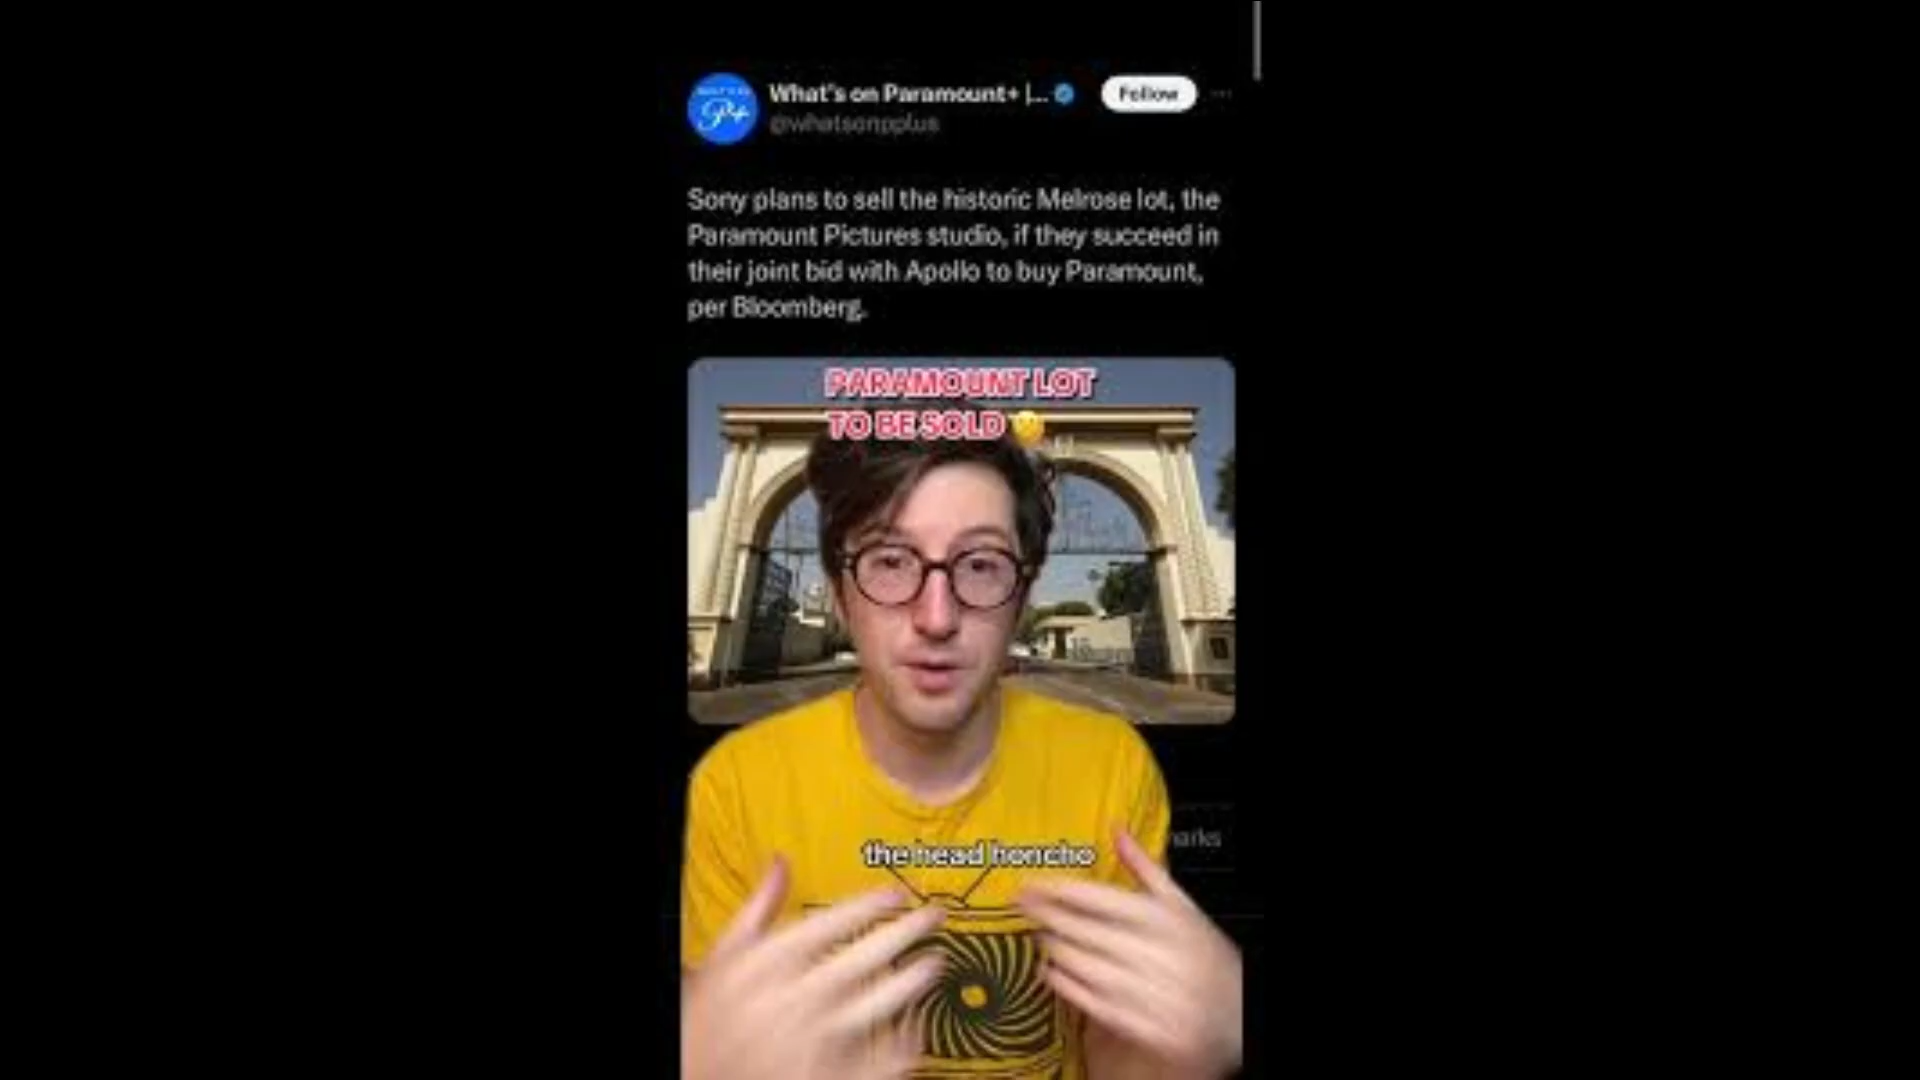 What's on Paramount+ |...
Follow
@whatsonpplus
Sony plans to sell the historic Melrose lot, the
Paramount Pictures studio, if they succeed in
their joint bid with Apollo to buy Paramount,
per Bloomberg.
PARAMOUNT LOT
TO BE SOLD
the head honcho